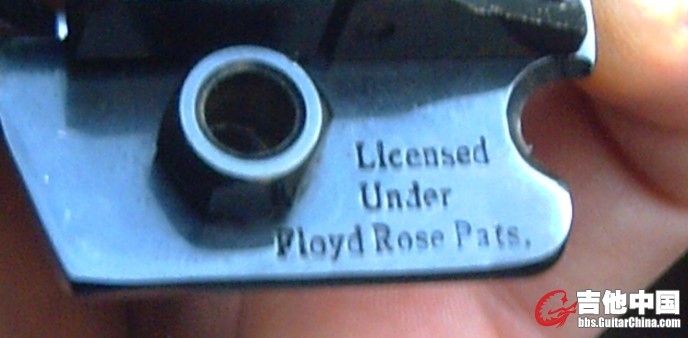 Licensed
Under
Floyd Rose Pats.
吉他中国
bbs.GuitarChina.com